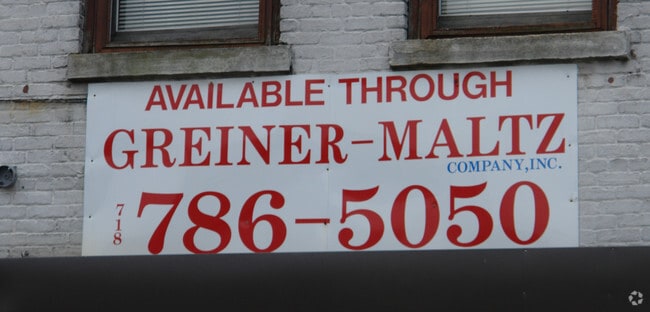 AVAILABLE THROUGH
GREINER-MALTZ
COMPANY, INC.
718 786-5050